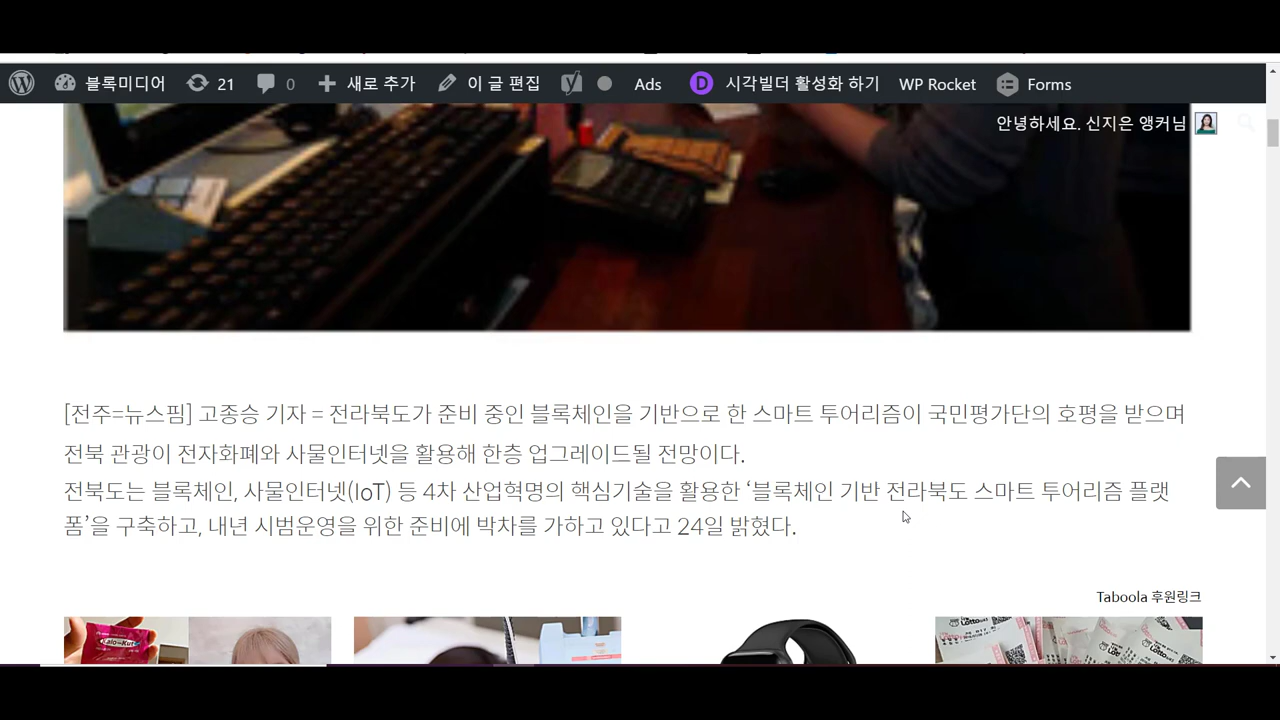 블록미디어 21 0 새로 추가 이 글 편집 Ads D 시각빌더 활성화 하기 WP Rocket Forms
안녕하세요. 신지은 앵커님
[전주=뉴스핌] 고종승 기자 = 전라북도가 준비 중인 블록체인을 기반으로 한 스마트 투어리즘이 국민평가단의 호평을 받으며
전북 관광이 전자화폐와 사물인터넷을 활용해 한층 업그레이드될 전망이다.
전북도는 블록체인, 사물인터넷(IoT) 등 4차 산업혁명의 핵심기술을 활용한 ‘블록체인 기반 전라북도 스마트 투어리즘 플랫
폼’을 구축하고, 내년 시범운영을 위한 준비에 박차를 가하고 있다고 24일 밝혔다.
Taboola 후원링크